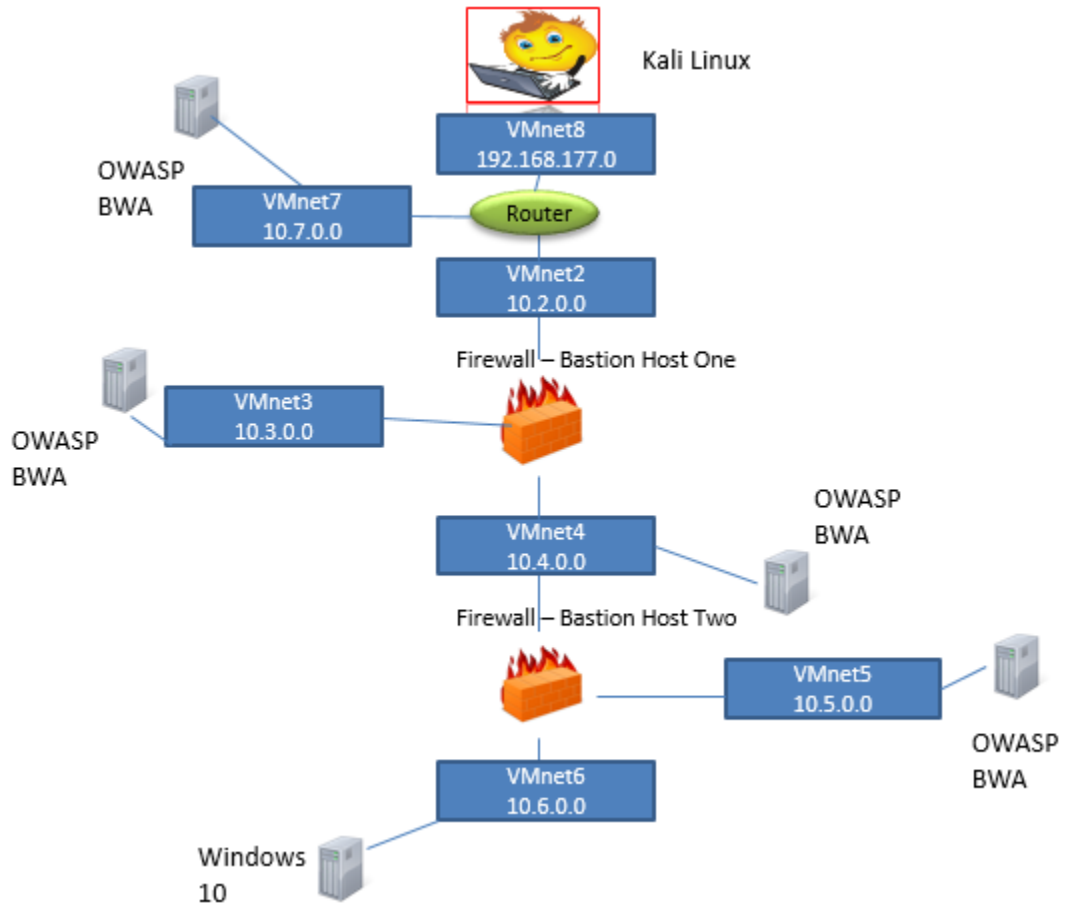 Kali Linux
VMnet8
192.168.177.0
OWASP
BWA
VMnet7
10.7.0.0
Router
VMnet2
10.2.0.0
Firewall – Bastion Host One
VMnet3
10.3.0.0
OWASP
BWA
OWASP
BWA
VMnet4
10.4.0.0
Firewall – Bastion Host Two
VMnet5
10.5.0.0
OWASP
BWA
VMnet6
10.6.0.0
Windows
10